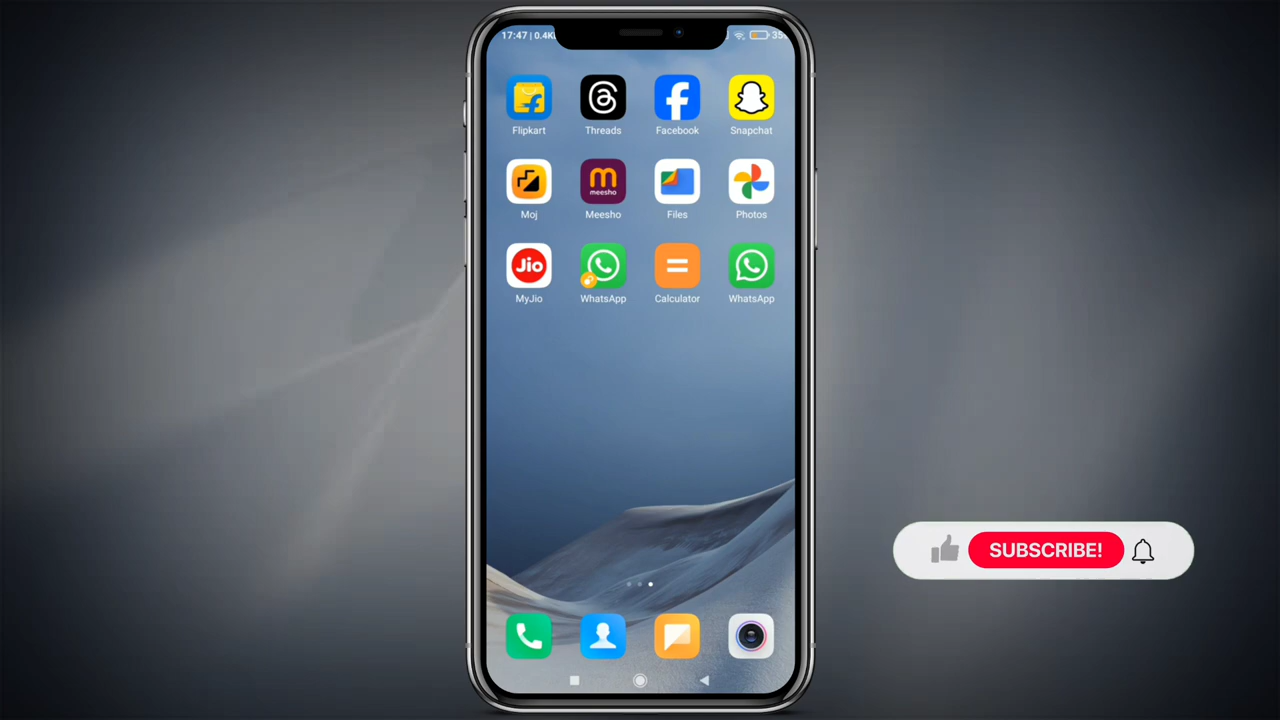 17:47 | 0.4K
35
Flipkart
Threads
Facebook
Snapchat
meesho
Moj
Meesho
Files
Photos
Jio
MyJio
WhatsApp
Calculator
WhatsApp
SUBSCRIBE!